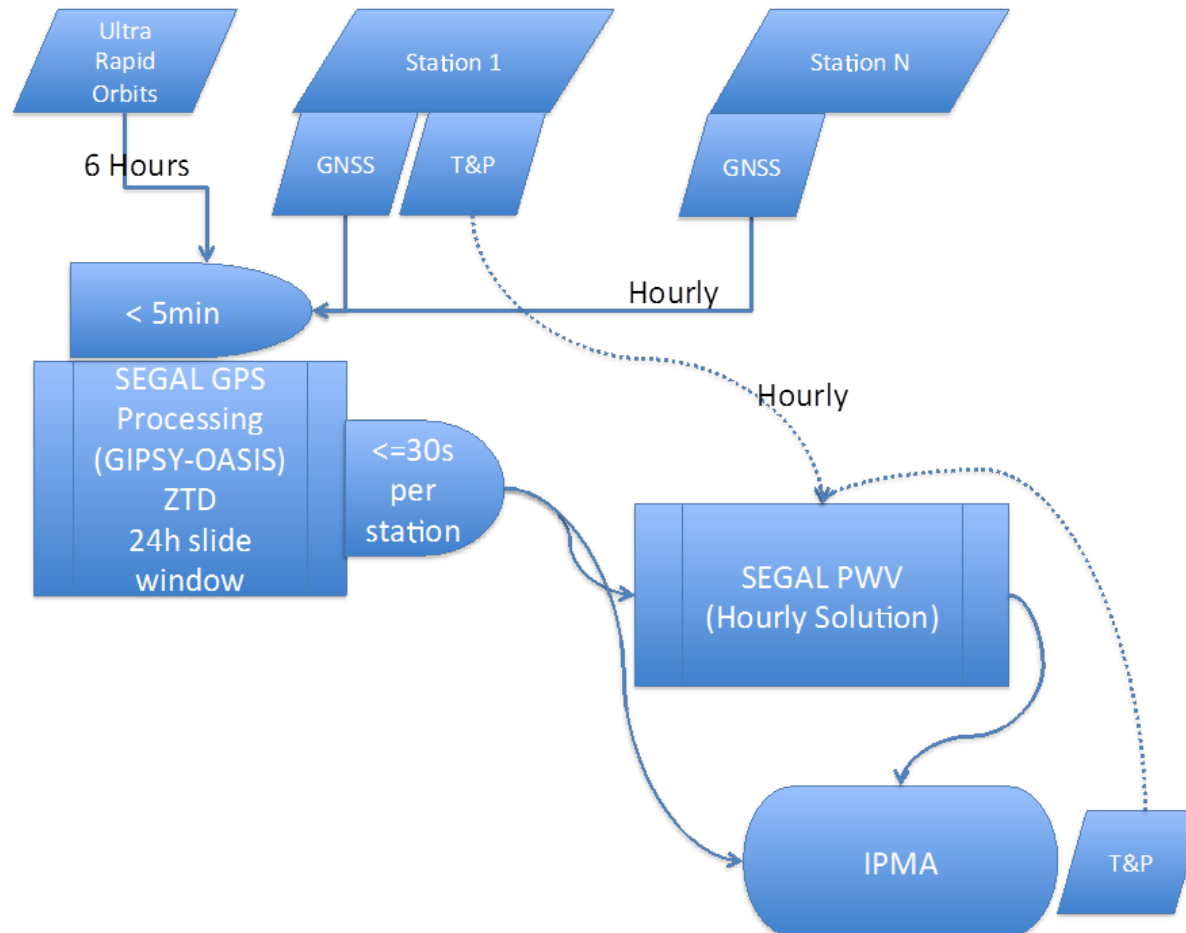 Ultra
Rapid
Orbits
Station 1
Station N
GNSS
T&P
GNSS
6 Hours
Hourly
< 5min
SEGAL GPS
Processing
(GIPSY-OASIS)
ZTD
24h slide
window
<=30s
per
station
Hourly
SEGAL PWV
(Hourly Solution)
IPMA
T&P